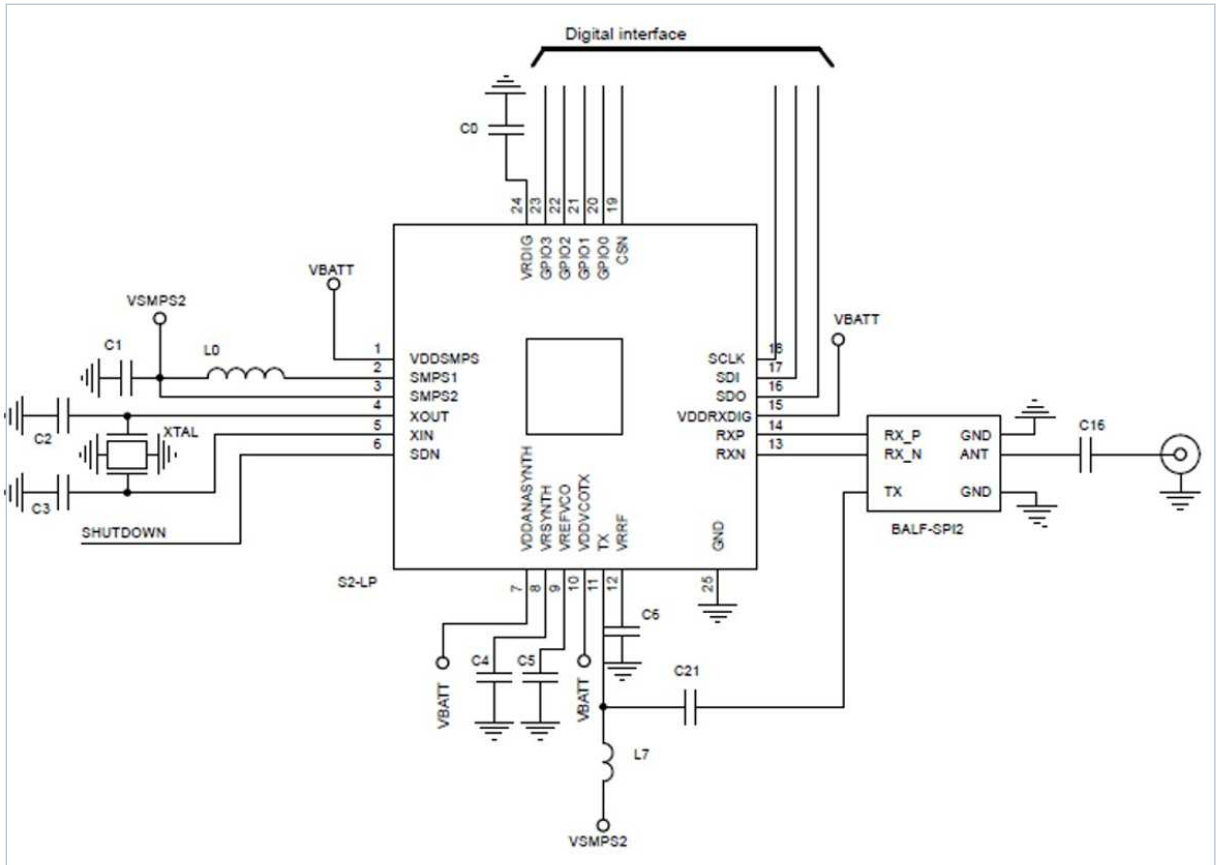 Digital interface
C0
24 23 22 21 20 19
VRDIG GPIO3 GPIO2 GPIO1 GPIO0 CSN
VBATT
VSMPS2
C1
L0
1 VDDSMPS
2 SMPS1
3 SMPS2
4 XOUT
5 XIN
6 SDN
C2
XTAL
C3
SHUTDOWN
VBATT
SCLK 18
SDI 17
SDO 16
VDDRXDIG 15
RXP 14
RXN 13
RX_P GND
RX_N ANT
TX GND
BALF-SPI2
C16
VDDANASYNTH VRSYNTH VREFVCO VDDVCOTX TX VRRF GND
S2-LP
7 8 9 10 11 12 25
C4
C5
C6
C21
VBATT
VBATT
L7
VSMPS2